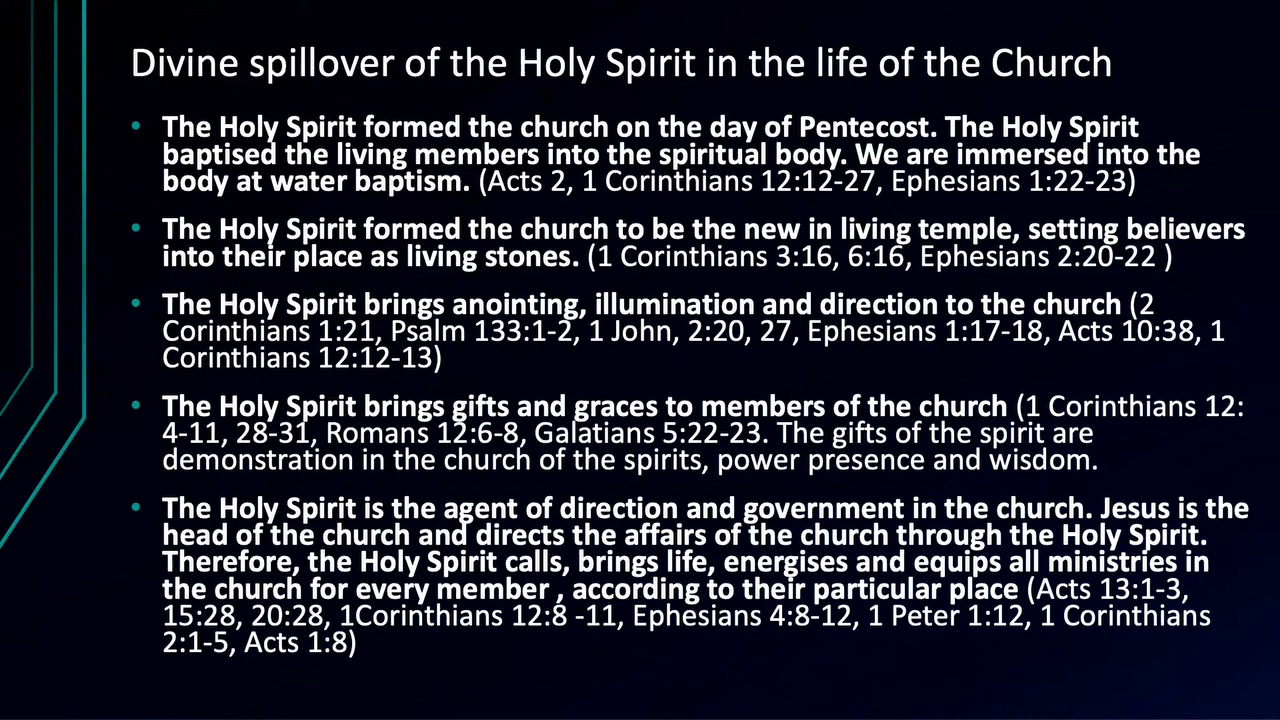 Divine spillover of the Holy Spirit in the life of the Church
• The Holy Spirit formed the church on the day of Pentecost. The Holy Spirit
baptised the living members into the spiritual body. We are immersed into the
body at water baptism. (Acts 2, 1 Corinthians 12:12-27, Ephesians 1:22-23)
• The Holy Spirit formed the church to be the new in living temple, setting believers
into their place as living stones. (1 Corinthians 3:16, 6:16, Ephesians 2:20-22 )
• The Holy Spirit brings anointing, illumination and direction to the church (2
Corinthians 1:21, Psalm 133:1-2, 1 John, 2:20, 27, Ephesians 1:17-18, Acts 10:38, 1
Corinthians 12:12-13)
• The Holy Spirit brings gifts and graces to members of the church (1 Corinthians 12:
4-11, 28-31, Romans 12:6-8, Galatians 5:22-23. The gifts of the spirit are
demonstration in the church of the spirits, power presence and wisdom.
• The Holy Spirit is the agent of direction and government in the church. Jesus is the
head of the church and directs the affairs of the church through the Holy Spirit.
Therefore, the Holy Spirit calls, brings life, energises and equips all ministries in
the church for every member , according to their particular place (Acts 13:1-3,
15:28, 20:28, 1Corinthians 12:8 -11, Ephesians 4:8-12, 1 Peter 1:12, 1 Corinthians
2:1-5, Acts 1:8)